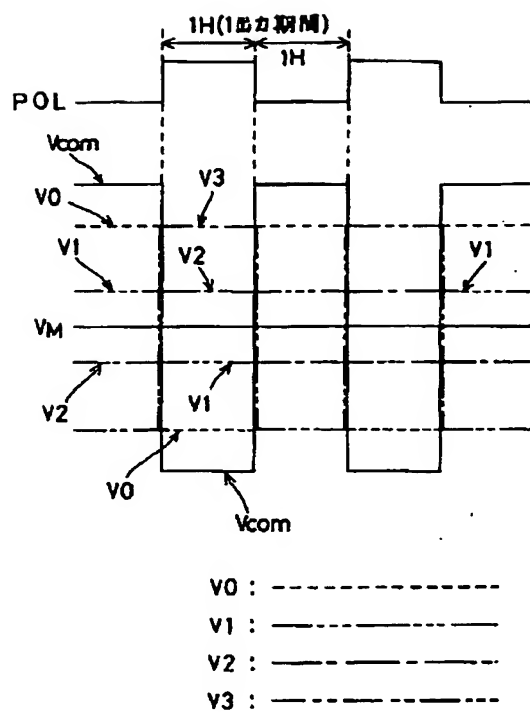 1H(1出力期間)
1H
POL
Vcom
V0
V3
V1
V2
V1
VM
V2
V1
V0
Vcom
V0 :
V1 :
V2 :
V3 :